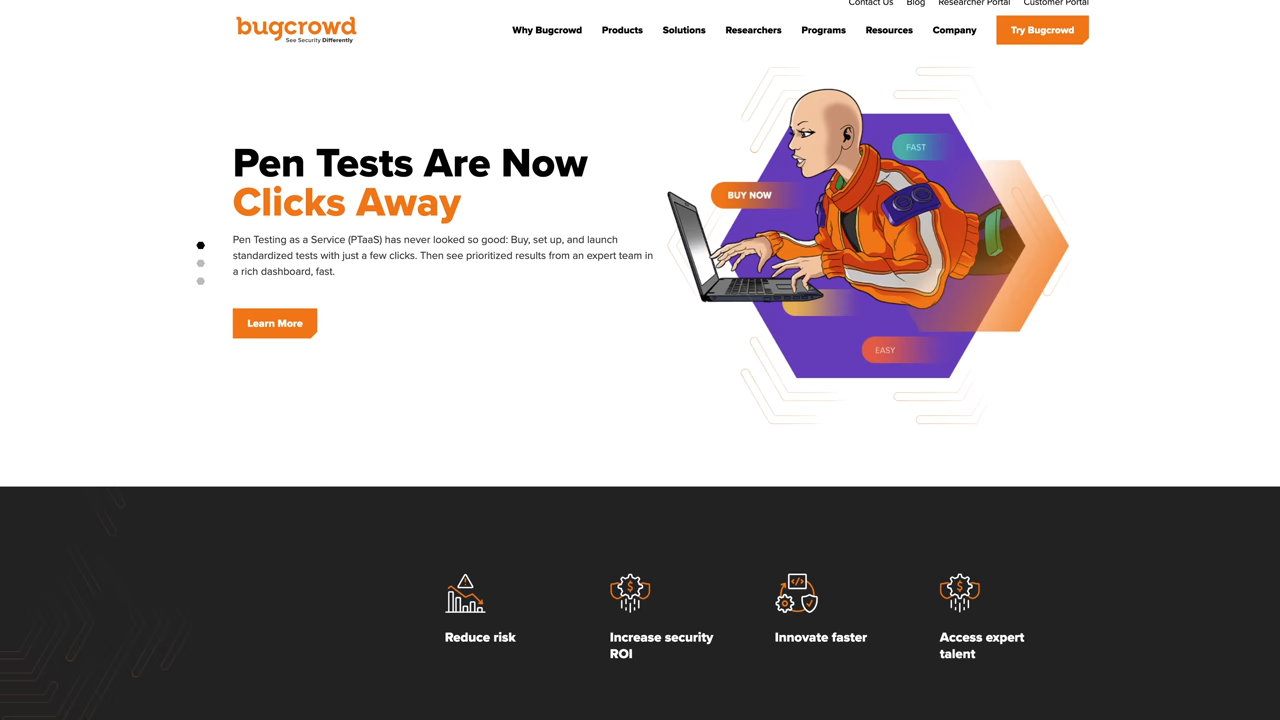 Contact Us Blog Researcher Portal Customer Portal
bugcrowd
See Security Differently
Why Bugcrowd Products Solutions Researchers Programs Resources Company Try Bugcrowd
Pen Tests Are Now
Clicks Away
Pen Testing as a Service (PTaaS) has never looked so good: Buy, set up, and launch
standardized tests with just a few clicks. Then see prioritized results from an expert team in
a rich dashboard, fast.
Learn More
FAST
BUY NOW
EASY
Reduce risk
Increase security
ROI
Innovate faster
Access expert
talent